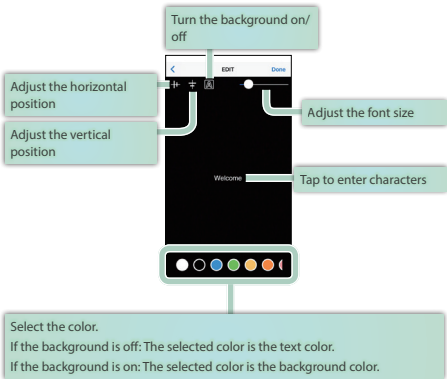 Turn the background on/
off
EDIT
Done
Adjust the horizontal
position
A
Adjust the font size
Adjust the vertical
position
Welcome
Tap to enter characters
Select the color.
If the background is off: The selected color is the text color.
If the background is on: The selected color is the background color.